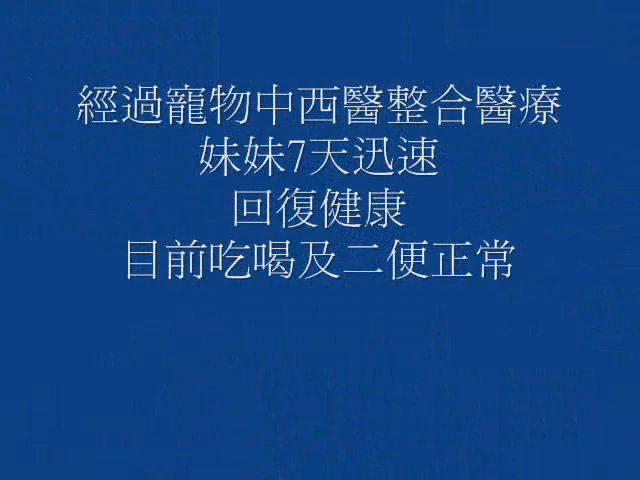 經過寵物中西醫整合醫療
妹妹7天迅速
回復健康
目前吃喝及二便正常